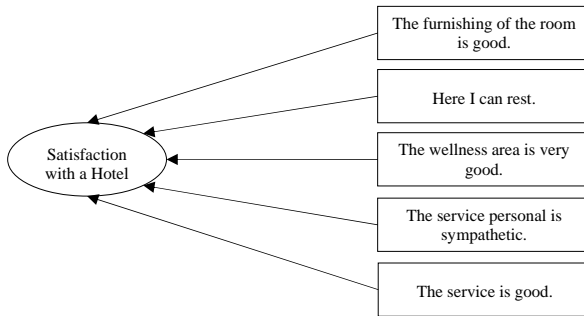 The furnishing of the room
is good.
Here I can rest.
Satisfaction
with a Hotel
The wellness area is very
good.
The service personal is
sympathetic.
The service is good.